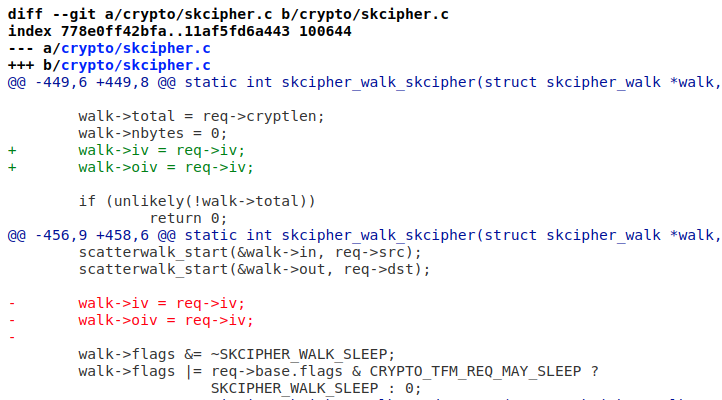 diff --git a/crypto/skcipher.c b/crypto/skcipher.c
index 778e0ff42bfa..11af5fd6a443 100644
--- a/crypto/skcipher.c
+++ b/crypto/skcipher.c
@@ -449,6 +449,8 @@ static int skcipher_walk_skcipher(struct skcipher_walk *walk,
        walk->total = req->cryptlen;
        walk->nbytes = 0;
+       walk->iv = req->iv;
+       walk->oiv = req->iv;
        if (unlikely(!walk->total))
                return 0;
@@ -456,9 +458,6 @@ static int skcipher_walk_skcipher(struct skcipher_walk *walk,
        scatterwalk_start(&walk->in, req->src);
        scatterwalk_start(&walk->out, req->dst);
-       walk->iv = req->iv;
-       walk->oiv = req->iv;
-
        walk->flags &= ~SKCIPHER_WALK_SLEEP;
        walk->flags |= req->base.flags & CRYPTO_TFM_REQ_MAY_SLEEP ?
                       SKCIPHER_WALK_SLEEP : 0;